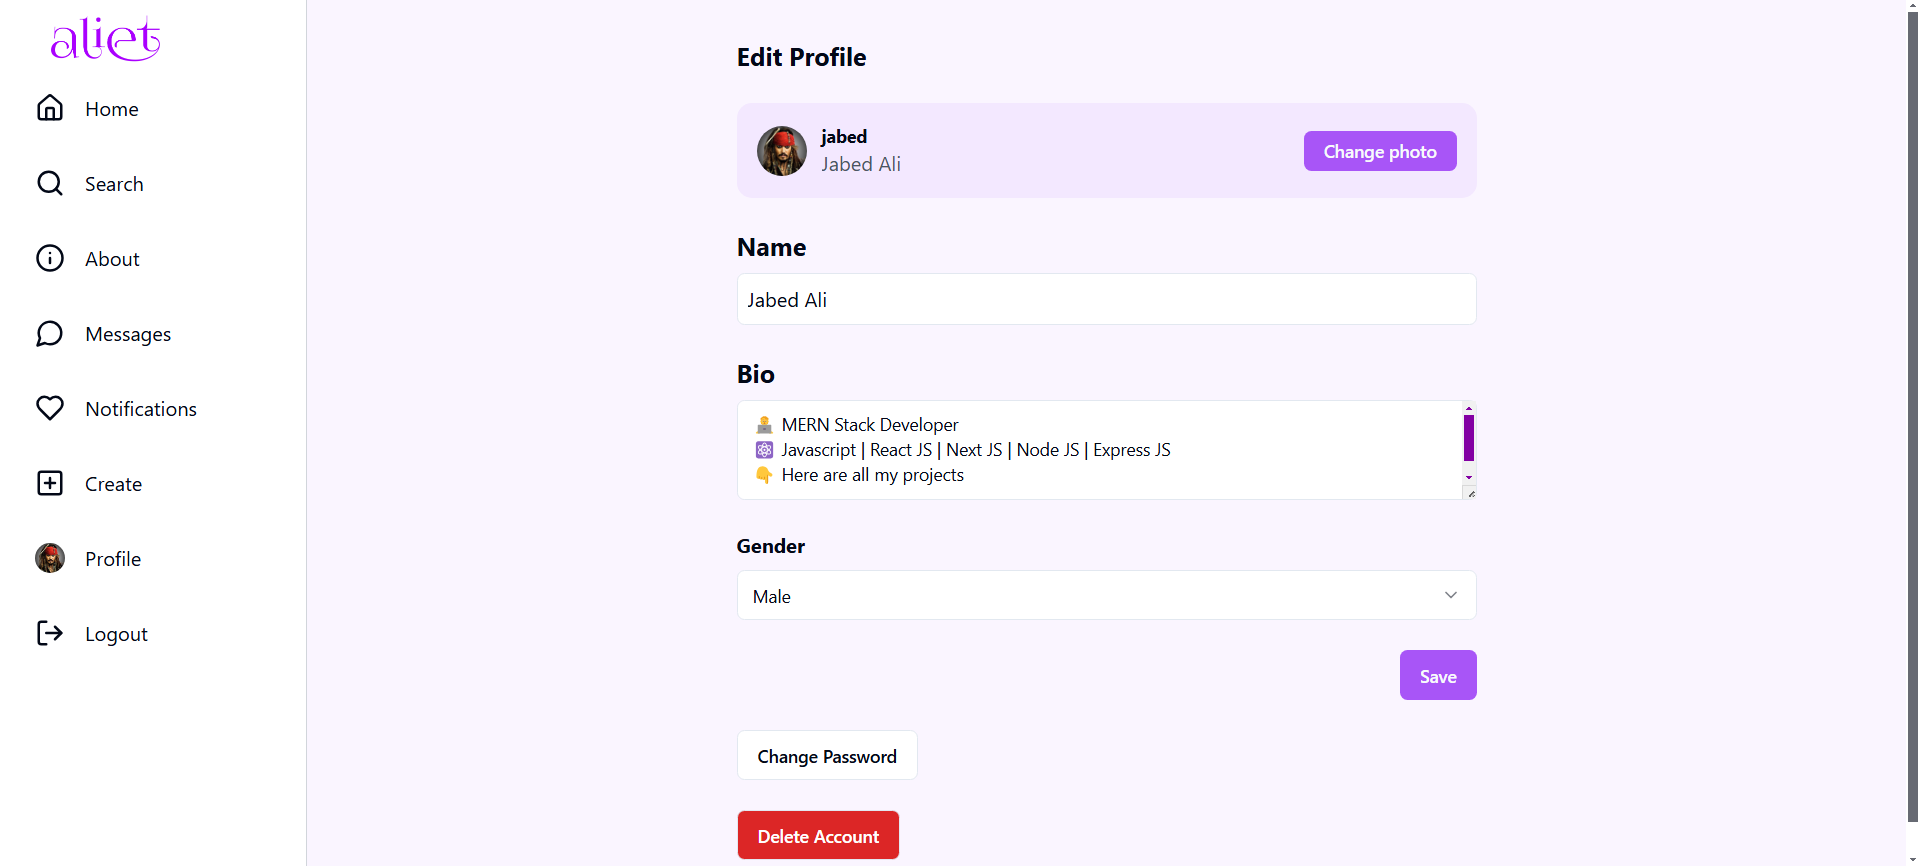 aliet
Home
Search
About
Messages
Notifications
Create
Profile
Logout
Edit Profile
jabed
Jabed Ali
Change photo
Name
Jabed Ali
Bio
🧑‍💻 MERN Stack Developer
⚛️ Javascript | React JS | Next JS | Node JS | Express JS
👇 Here are all my projects
Gender
Male
Save
Change Password
Delete Account